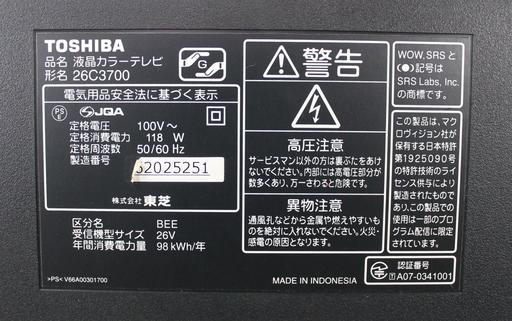 TOSHIBA
品名 液晶カラーテレビ
形名 26C3700
電気用品安全法に基づく表示
PS E JQA
定格電圧 100V～
定格消費電力 118 W
定格周波数 50/60 Hz
製造番号 62025251
株式会社 東芝
区分名 BEE
受信機型サイズ 26V
年間消費電力量 98 kWh/年
>PS< V66A00301700
警告
高圧注意
サービスマン以外の方は裏ぶたをあけ
ないでください。内部には高電圧部分が
数多くあり、万一さわると危険です。
異物注意
通風孔などから金属や燃えやすいもの
を絶対に入れないでください。火災・
感電の原因となります。
MADE IN INDONESIA
WOW, SRS と
(●)記号は
SRS Labs, Inc.
の商標です。
この製品は、マク
ロヴィジョン社が
保有する日本特許
第1925090号の
特許技術のライセ
ンス供与により
製造されたもので
あり、この製品を
使用しての一部プ
ログラムの録画は
できません。
認証番号
T A07-0341001